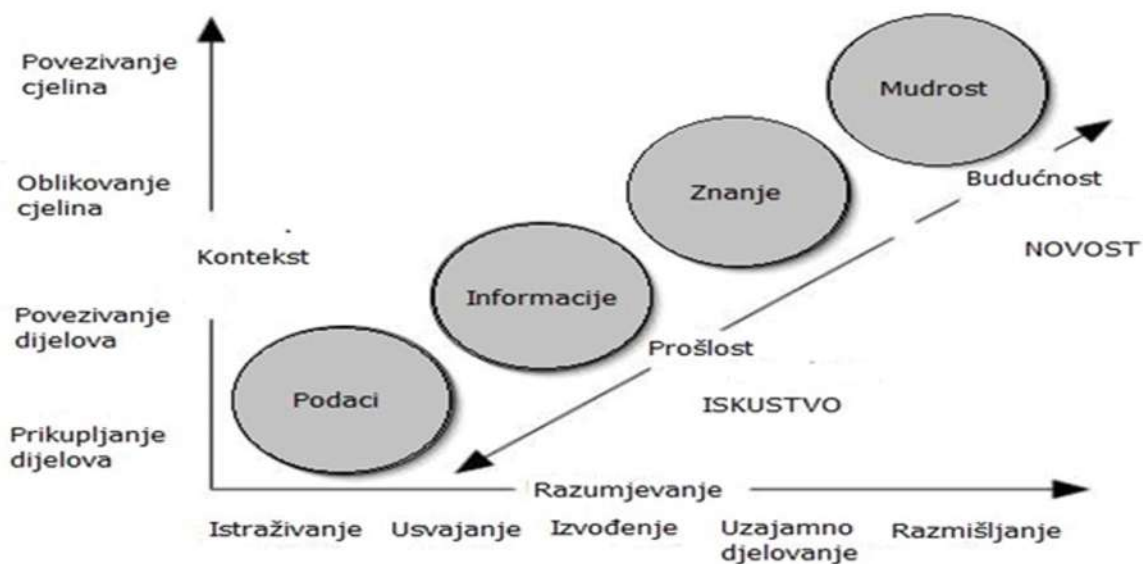 Povezivanje
cjelina
Mudrost
Oblikovanje
cjelina
Znanje
Budućnost
Kontekst
NOVOST
Informacije
Povezivanje
dijelova
Prošlost
Podaci
ISKUSTVO
Prikupljanje
dijelova
Razumjevanje
Istraživanje
Usvajanje
Izvođenje
Uzajamno
djelovanje
Razmišljanje